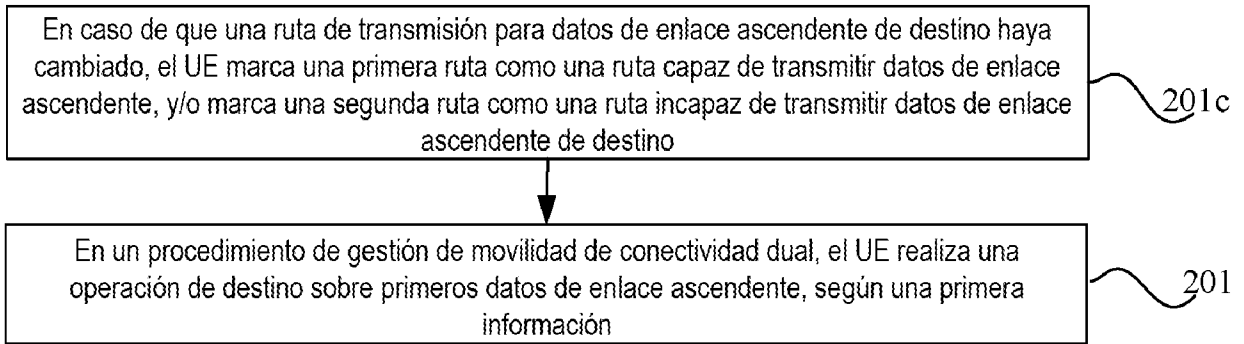 En caso de que una ruta de transmisión para datos de enlace ascendente de destino haya
cambiado, el UE marca una primera ruta como una ruta capaz de transmitir datos de enlace
ascendente, y/o marca una segunda ruta como una ruta incapaz de transmitir datos de enlace
ascendente de destino
201c
En un procedimiento de gestión de movilidad de conectividad dual, el UE realiza una
operación de destino sobre primeros datos de enlace ascendente, según una primera
información
201